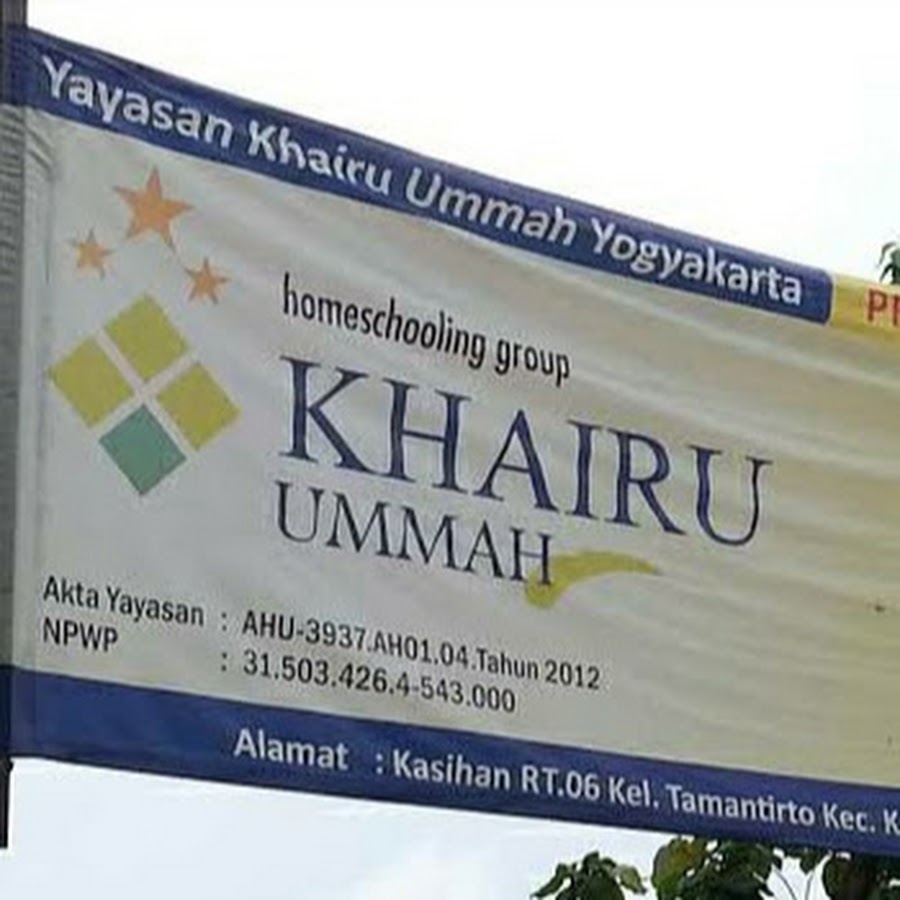 Yayasan Khairu Ummah Yogyakarta
homeschooling group
KHAIRU
UMMAH
Akta Yayasan : AHU-3937.AH01.04.Tahun 2012
NPWP : 31.503.426.4-543.000
Alamat : Kasihan RT.06 Kel. Tamantirto Kec.